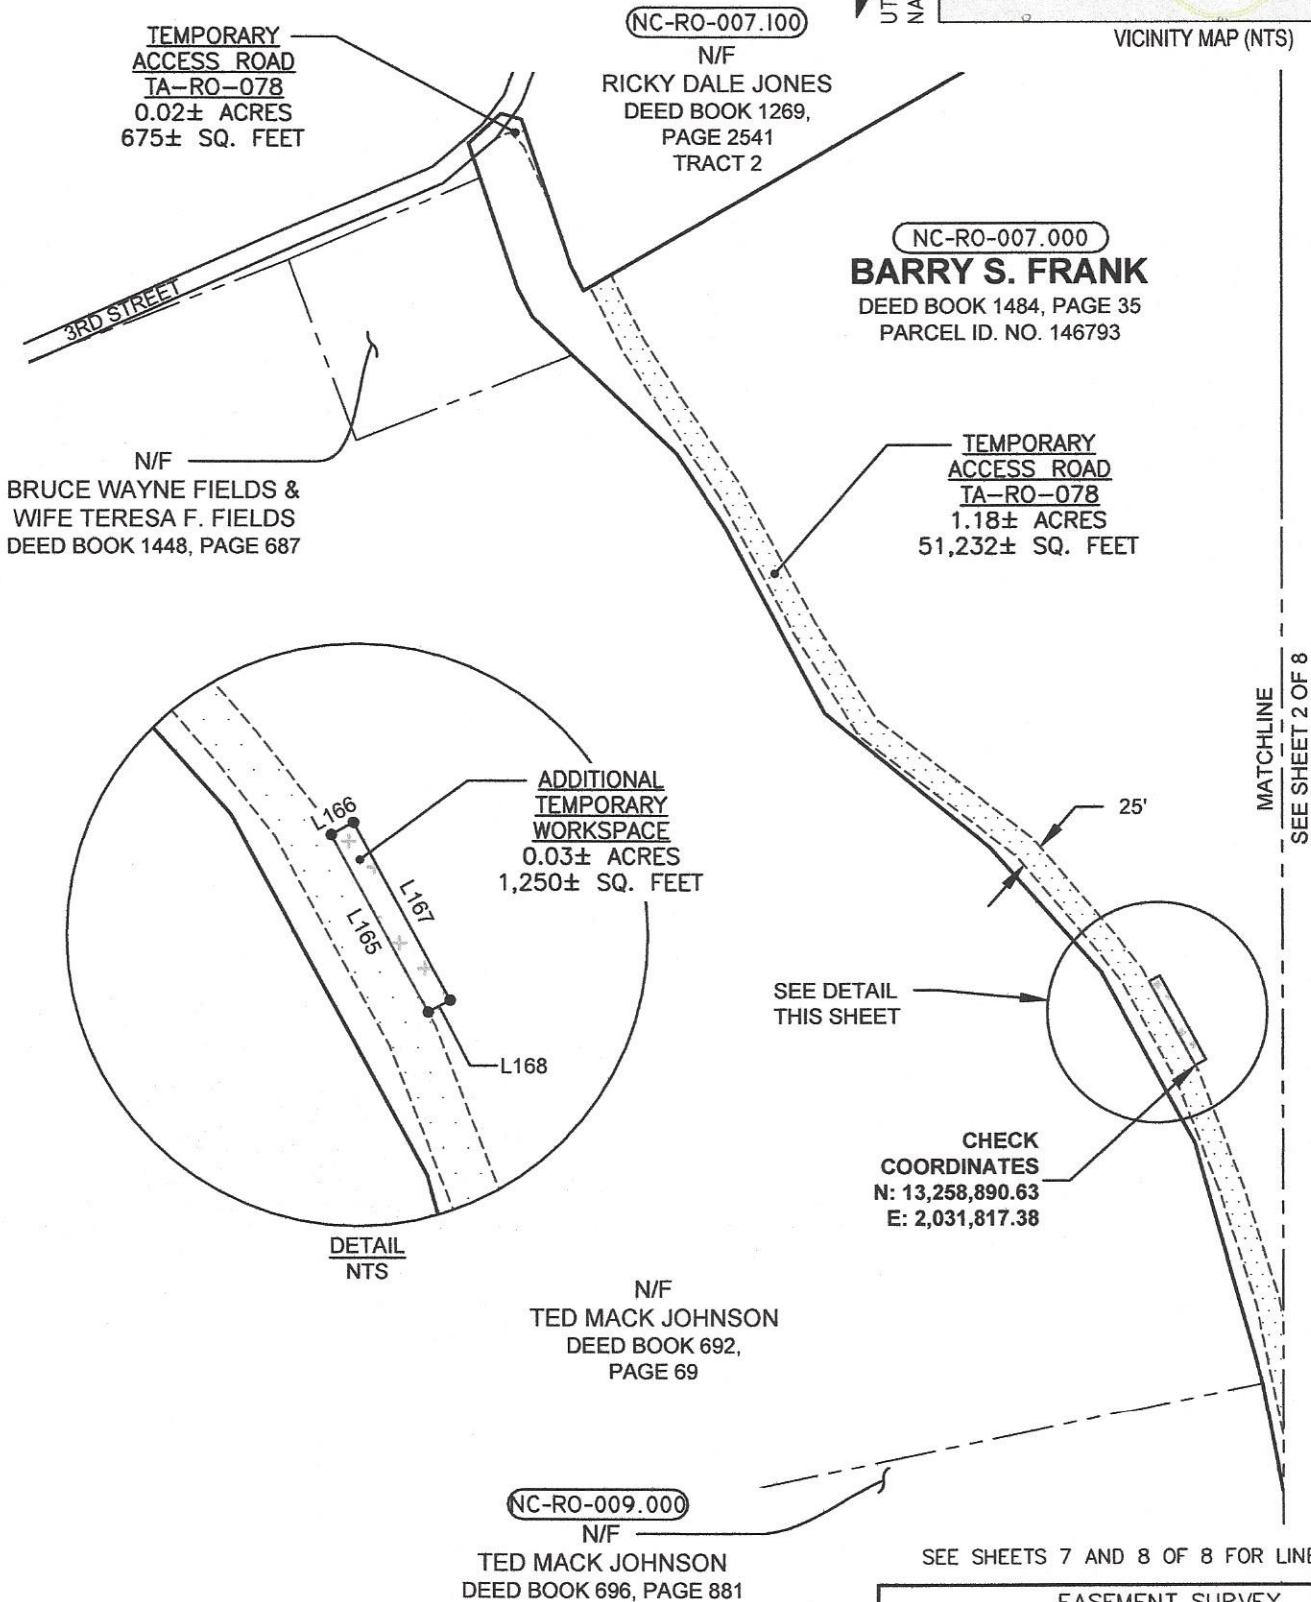 TEMPORARY
ACCESS ROAD
TA-RO-078
0.02± ACRES
675± SQ. FEET
NC-RO-007.100
N/F
RICKY DALE JONES
DEED BOOK 1269,
PAGE 2541
TRACT 2
UT
NA
VICINITY MAP (NTS)
NC-RO-007.000
BARRY S. FRANK
DEED BOOK 1484, PAGE 35
PARCEL ID. NO. 146793
3RD STREET
N/F
BRUCE WAYNE FIELDS &
WIFE TERESA F. FIELDS
DEED BOOK 1448, PAGE 687
TEMPORARY
ACCESS ROAD
TA-RO-078
1.18± ACRES
51,232± SQ. FEET
MATCHLINE
SEE SHEET 2 OF 8
ADDITIONAL
TEMPORARY
WORKSPACE
0.03± ACRES
1,250± SQ. FEET
L166
L167
L165
L168
DETAIL
NTS
25'
SEE DETAIL
THIS SHEET
CHECK
COORDINATES
N: 13,258,890.63
E: 2,031,817.38
N/F
TED MACK JOHNSON
DEED BOOK 692,
PAGE 69
NC-RO-009.000
N/F
TED MACK JOHNSON
DEED BOOK 696, PAGE 881
SEE SHEETS 7 AND 8 OF 8 FOR LINE
EASEMENT SURVEY